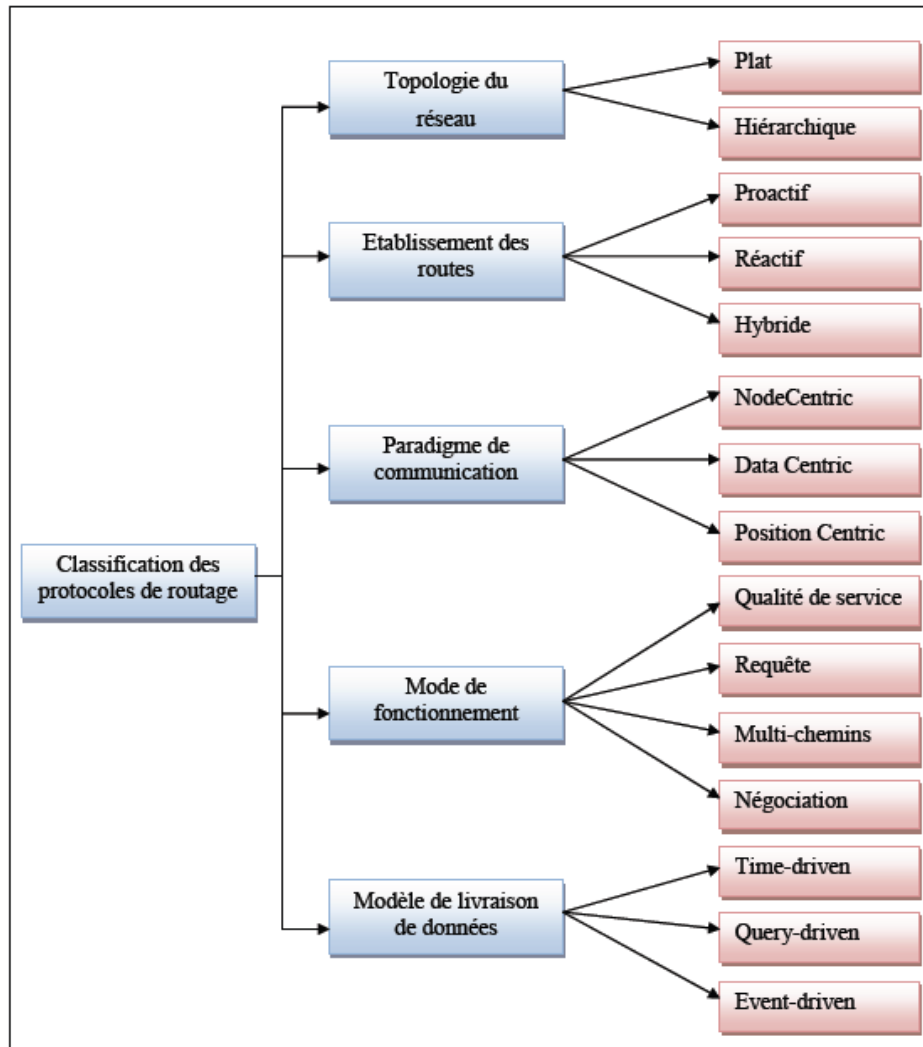 Classification des
protocoles de routage
Topologie du
réseau
Plat
Hiérarchique
Etablissement des
routes
Proactif
Réactif
Hybride
Paradigme de
communication
NodeCentric
Data Centric
Position Centric
Mode de
fonctionnement
Qualité de service
Requête
Multi-chemins
Négociation
Modèle de livraison
de données
Time-driven
Query-driven
Event-driven